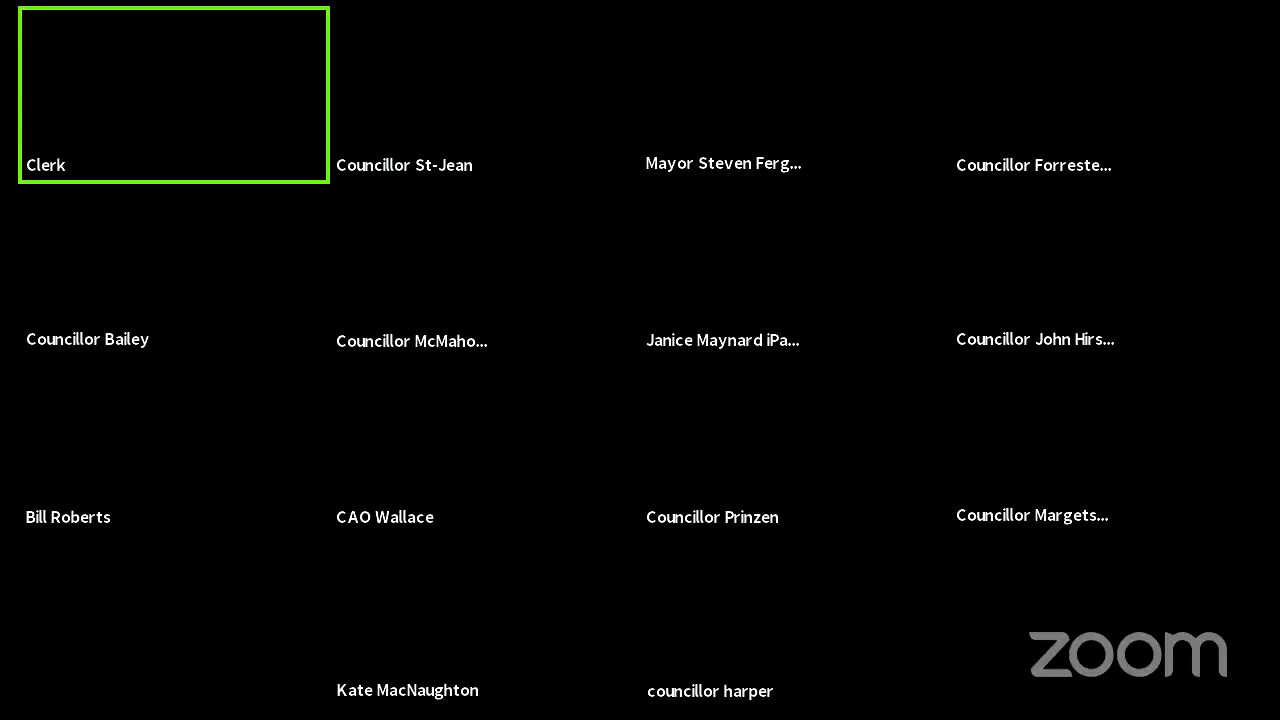 Clerk
Councillor St-Jean
Mayor Steven Ferg...
Councillor Forreste...
Councillor Bailey
Councillor McMaho...
Janice Maynard iPa...
Councillor John Hirs...
Bill Roberts
CAO Wallace
Councillor Prinzen
Councillor Margets...
Kate MacNaughton
councillor harper
zoom